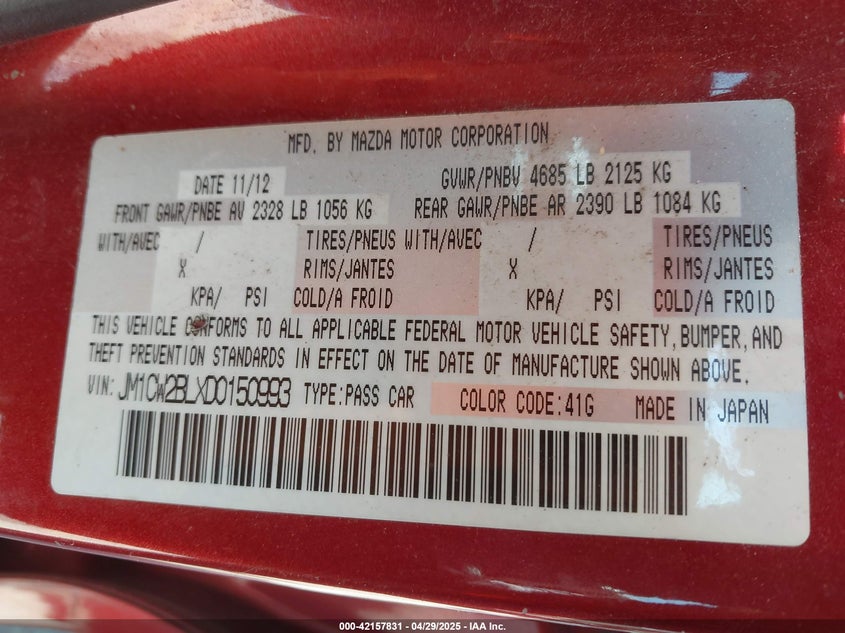 MFD. BY MAZDA MOTOR CORPORATION
DATE 11/12 GVWR/PNBV 4685 LB 2125 KG
FRONT GAWR/PNBE AV 2328 LB 1056 KG REAR GAWR/PNBE AR 2390 LB 1084 KG
WITH/AVEC / TIRES/PNEUS WITH/AVEC / TIRES/PNEUS
X RIMS/JANTES X RIMS/JANTES
KPA/ PSI COLD/A FROID KPA/ PSI COLD/A FROID
THIS VEHICLE CONFORMS TO ALL APPLICABLE FEDERAL MOTOR VEHICLE SAFETY, BUMPER, AND
THEFT PREVENTION STANDARDS IN EFFECT ON THE DATE OF MANUFACTURE SHOWN ABOVE.
VIN: JM1CW2BLXD0150993 TYPE:PASS CAR COLOR CODE:41G MADE IN JAPAN
000-42157831 - 04/29/2025 - IAA Inc.